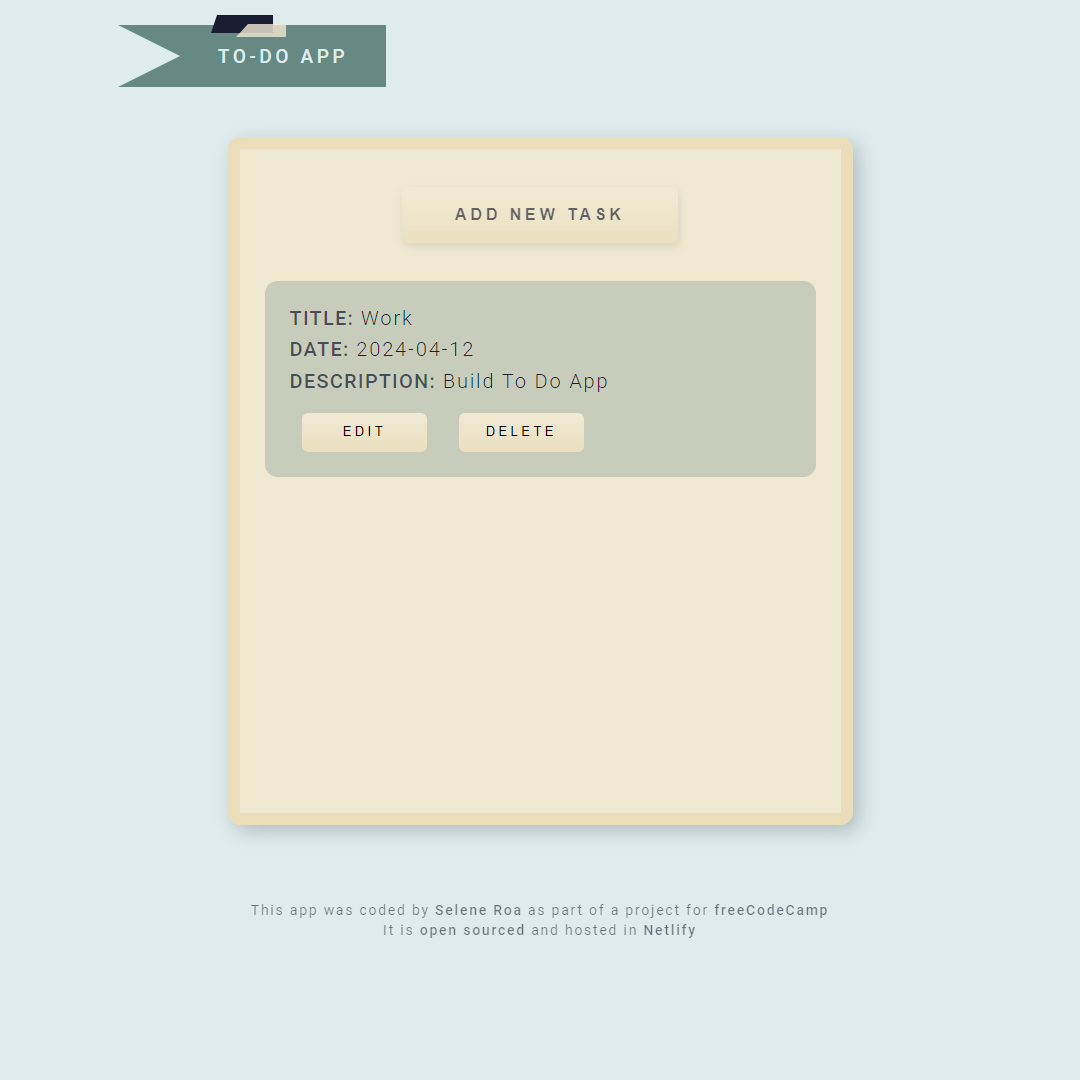 TO-DO APP
ADD NEW TASK
TITLE: Work
DATE: 2024-04-12
DESCRIPTION: Build To Do App
EDIT DELETE
This app was coded by Selene Roa as part of a project for freeCodeCamp
It is open sourced and hosted in Netlify